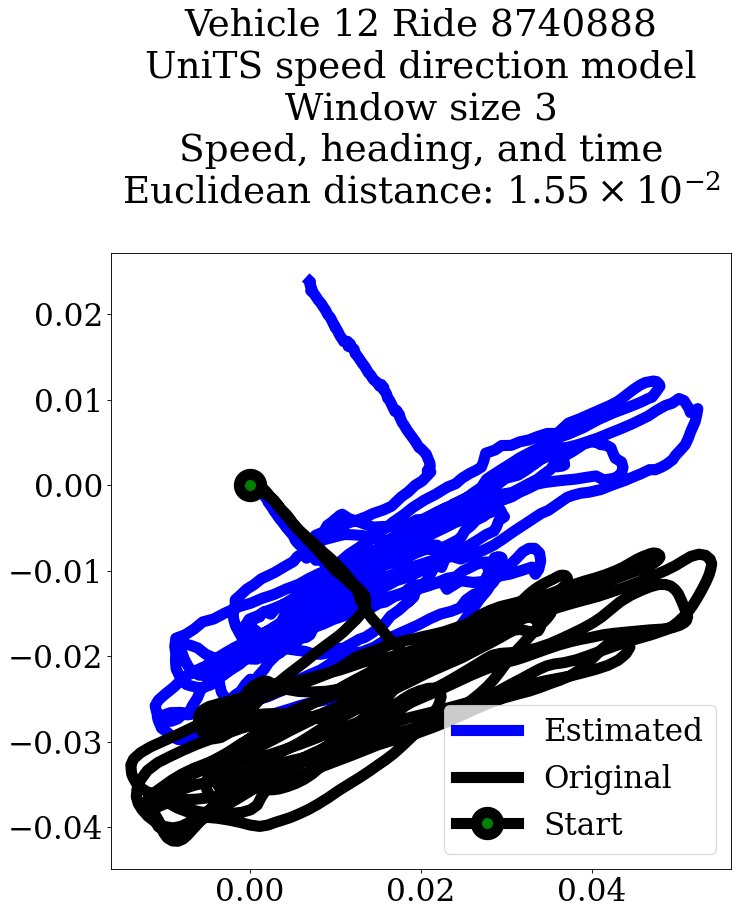 Vehicle 12 Ride 8740888
UniTS speed direction model
Window size 3
Speed, heading, and time
Euclidean distance: 1.55 × 10⁻²
0.02
0.01
0.00
−0.01
−0.02
−0.03
−0.04
Estimated
Original
Start
0.00 0.02 0.04